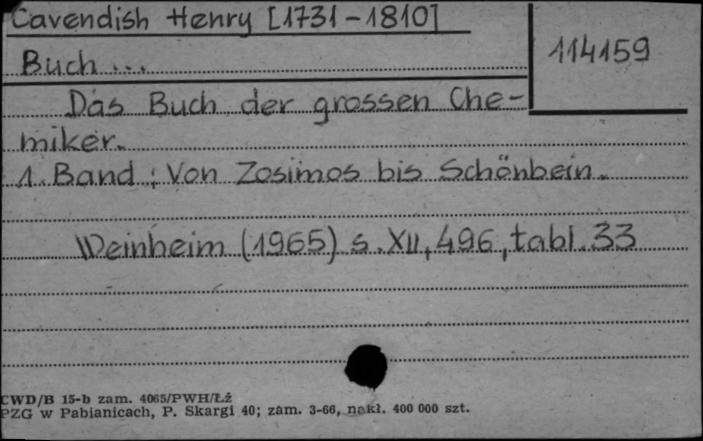 Cavendish Henry [1731-1810]
114159
Buch ...
Das Buch der grossen Che-
miker.
1. Band: Von Zosimos bis Schönbein.
Weinheim (1965) s. XII, 496, tabl. 33
CWD/B 15-b zam. 4065/PWH/Łź
PZG w Pabianicach, P. Skargi 40; zam. 3-66, nakł. 400 000 szt.